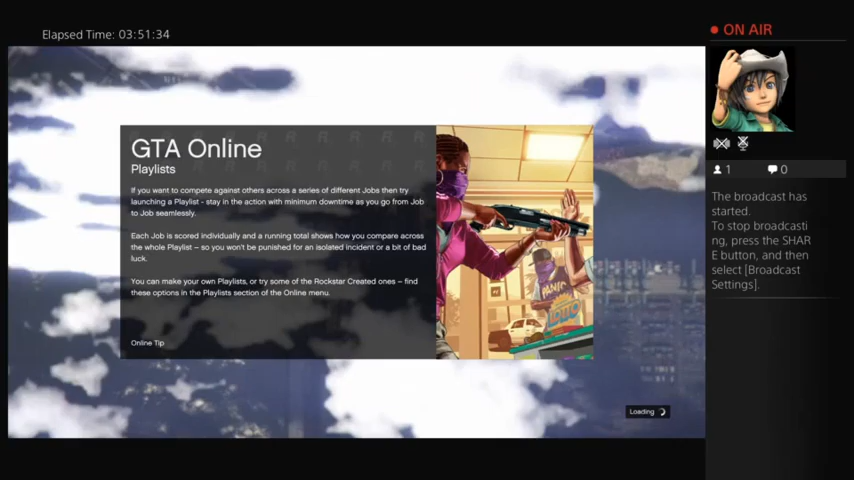 Elapsed Time: 03:51:34
ON AIR
GTA Online
Playlists
If you want to compete against others across a series of different Jobs then try
launching a Playlist - stay in the action with minimum downtime as you go from Job
to Job seamlessly.
Each Job is scored individually and a running total shows how you compare across
the whole Playlist – so you won't be punished for an isolated incident or a bit of bad
luck.
You can make your own Playlists, or try some of the Rockstar Created ones – find
these options in the Playlists section of the Online menu.
Online Tip
PANIC
LOTTO
Loading
1
0
The broadcast has
started.
To stop broadcasti
ng, press the SHAR
E button, and then
select [Broadcast
Settings].